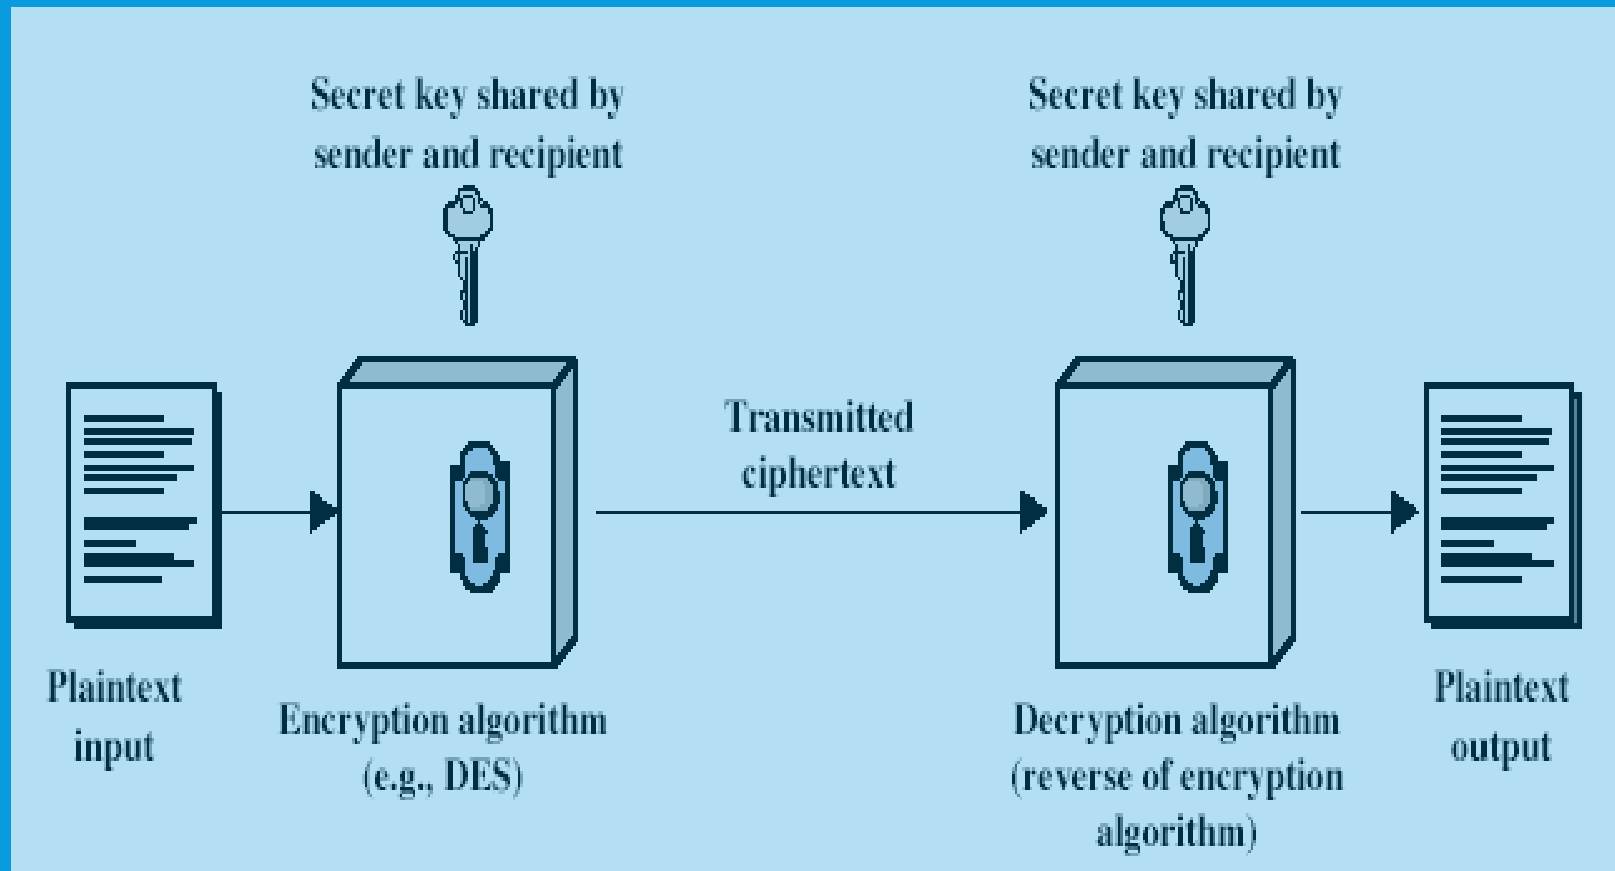 Secret key shared by
sender and recipient
Secret key shared by
sender and recipient
Transmitted
ciphertext
Plaintext
input
Encryption algorithm
(e.g., DES)
Decryption algorithm
(reverse of encryption
algorithm)
Plaintext
output